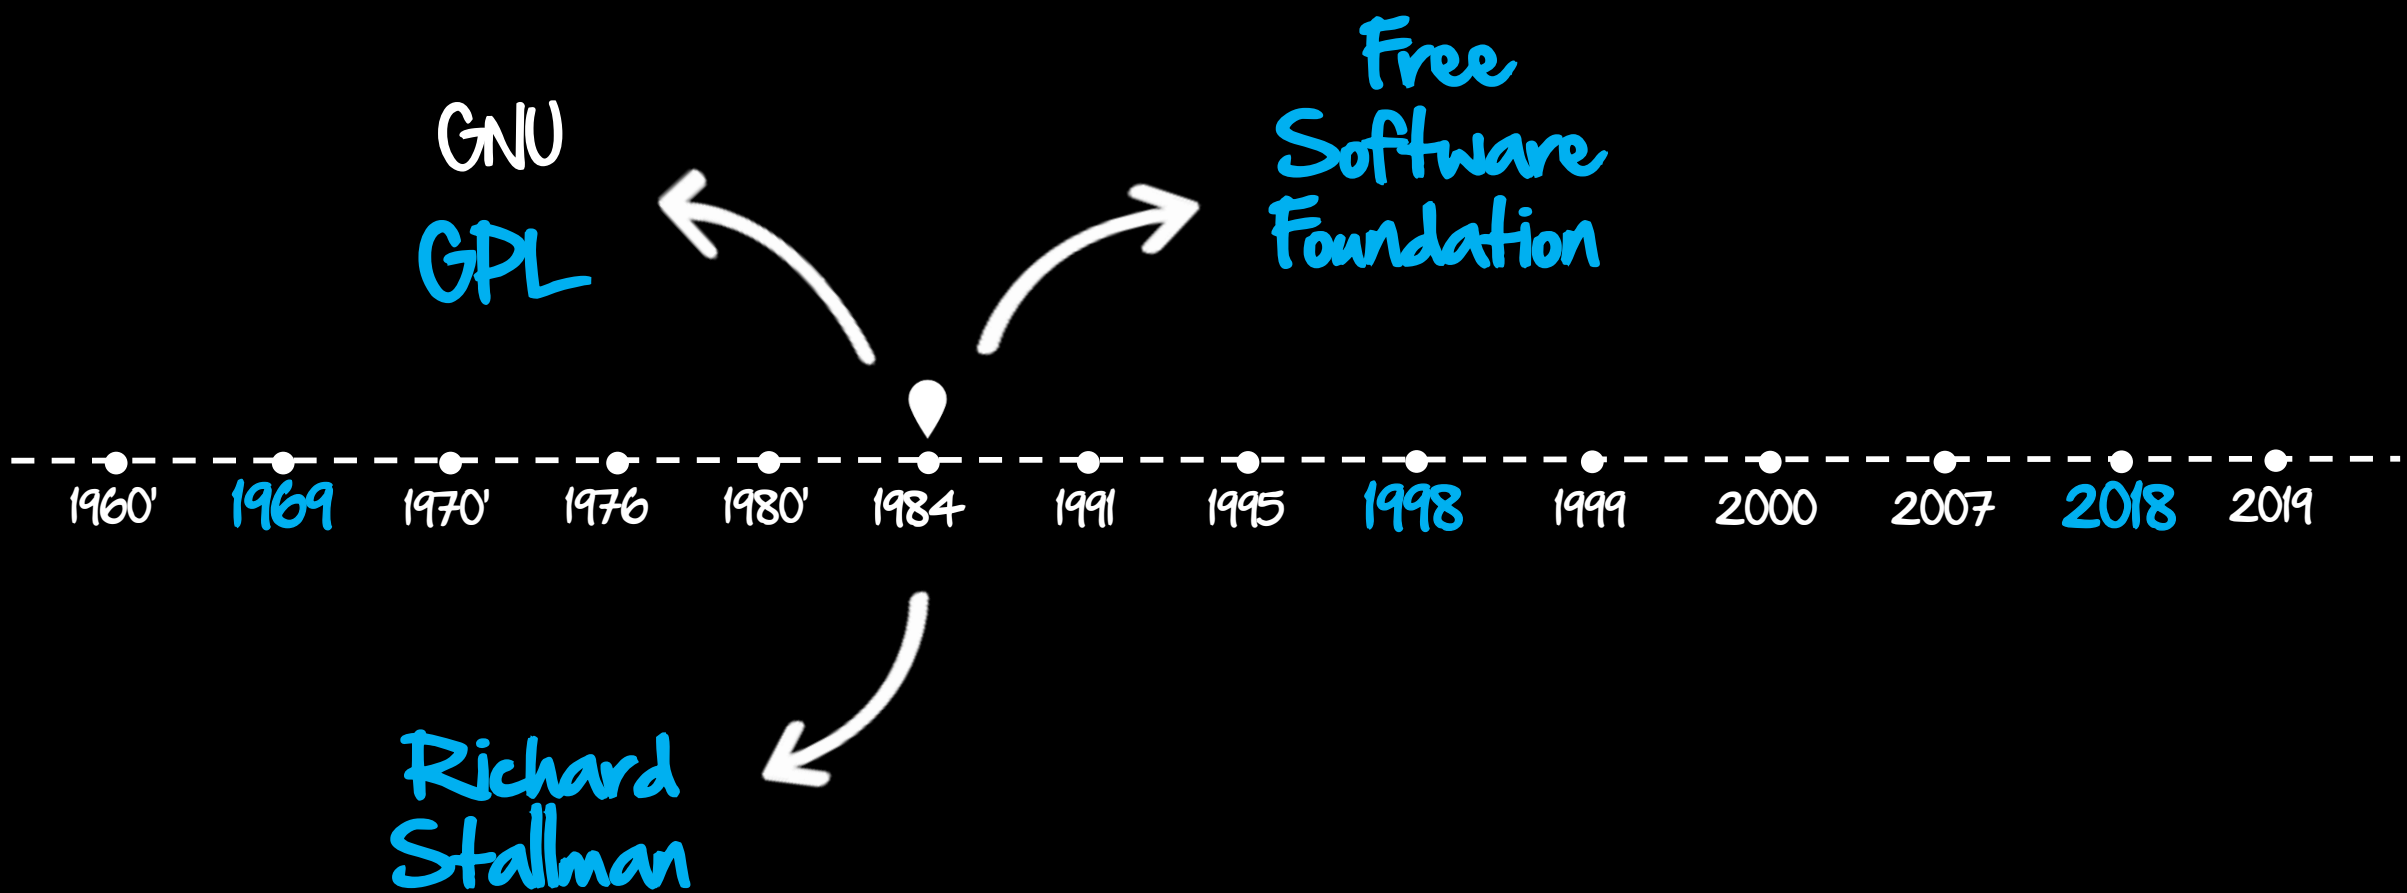 Free
Software
Foundation
GNU
GPL
1960' 1969 1970' 1976 1980' 1984 1991 1995 1998 1999 2000 2007 2018 2019
Richard
Stallman